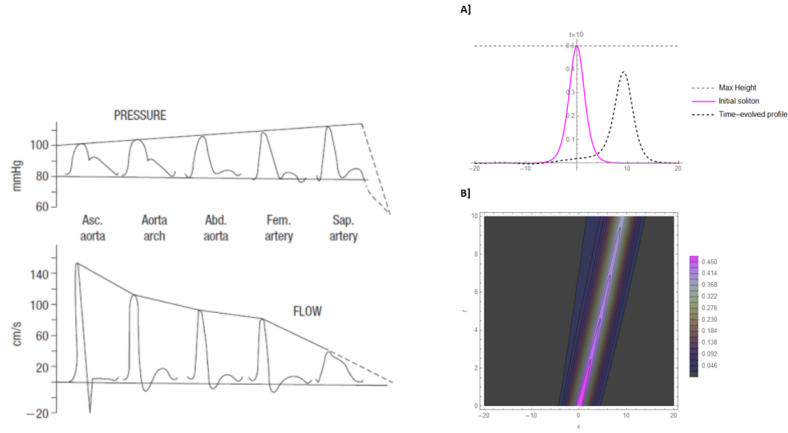 PRESSURE
mmHg
100
80
60
Asc. aorta
Aorta arch
Abd. aorta
Fem. artery
Sap. artery
cm/s
140
100
60
20
−20
FLOW
A]
t=10
0.4
0.3
0.2
0.1
−20
−10
0
10
20
Max Height
Initial soliton
Time−evolved profile
B]
t
10
8
6
4
2
0
−20
−10
0
10
20
x
0.460
0.414
0.368
0.322
0.276
0.230
0.184
0.138
0.092
0.046